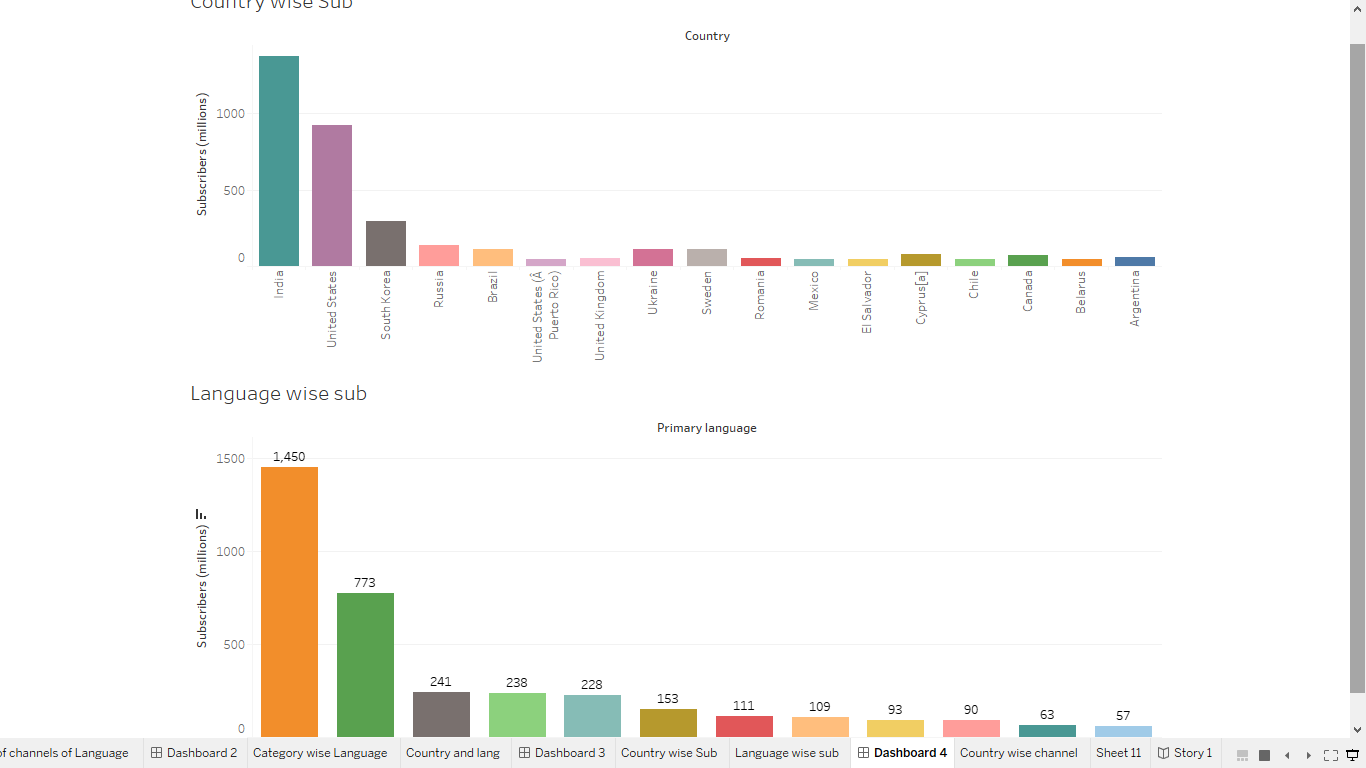 Country wise Sub
Country
Subscribers (millions)
1000
500
0
India
United States
South Korea
Russia
Brazil
United States (Â
Puerto Rico)
United Kingdom
Ukraine
Sweden
Romania
Mexico
El Salvador
Cyprus[a]
Chile
Canada
Belarus
Argentina
Language wise sub
Primary language
Subscribers (millions)
1500
1000
500
0
1,450
773
241
238
228
153
111
109
93
90
63
57
of channels of Language
Dashboard 2
Category wise Language
Country and lang
Dashboard 3
Country wise Sub
Language wise sub
Dashboard 4
Country wise channel
Sheet 11
Story 1